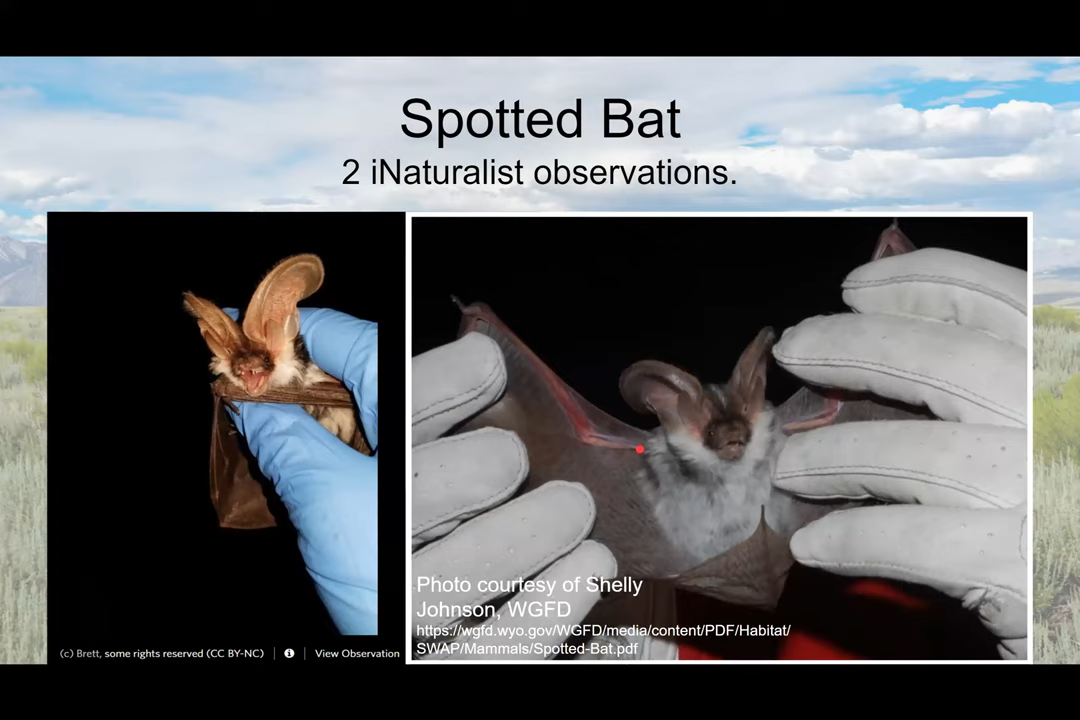 Spotted Bat
2 iNaturalist observations.
Photo courtesy of Shelly
Johnson, WGFD
https://wgfd.wyo.gov/WGFD/media/content/PDF/Habitat/
SWAP/Mammals/Spotted-Bat.pdf
(c) Brett, some rights reserved (CC BY-NC) | i | View Observation